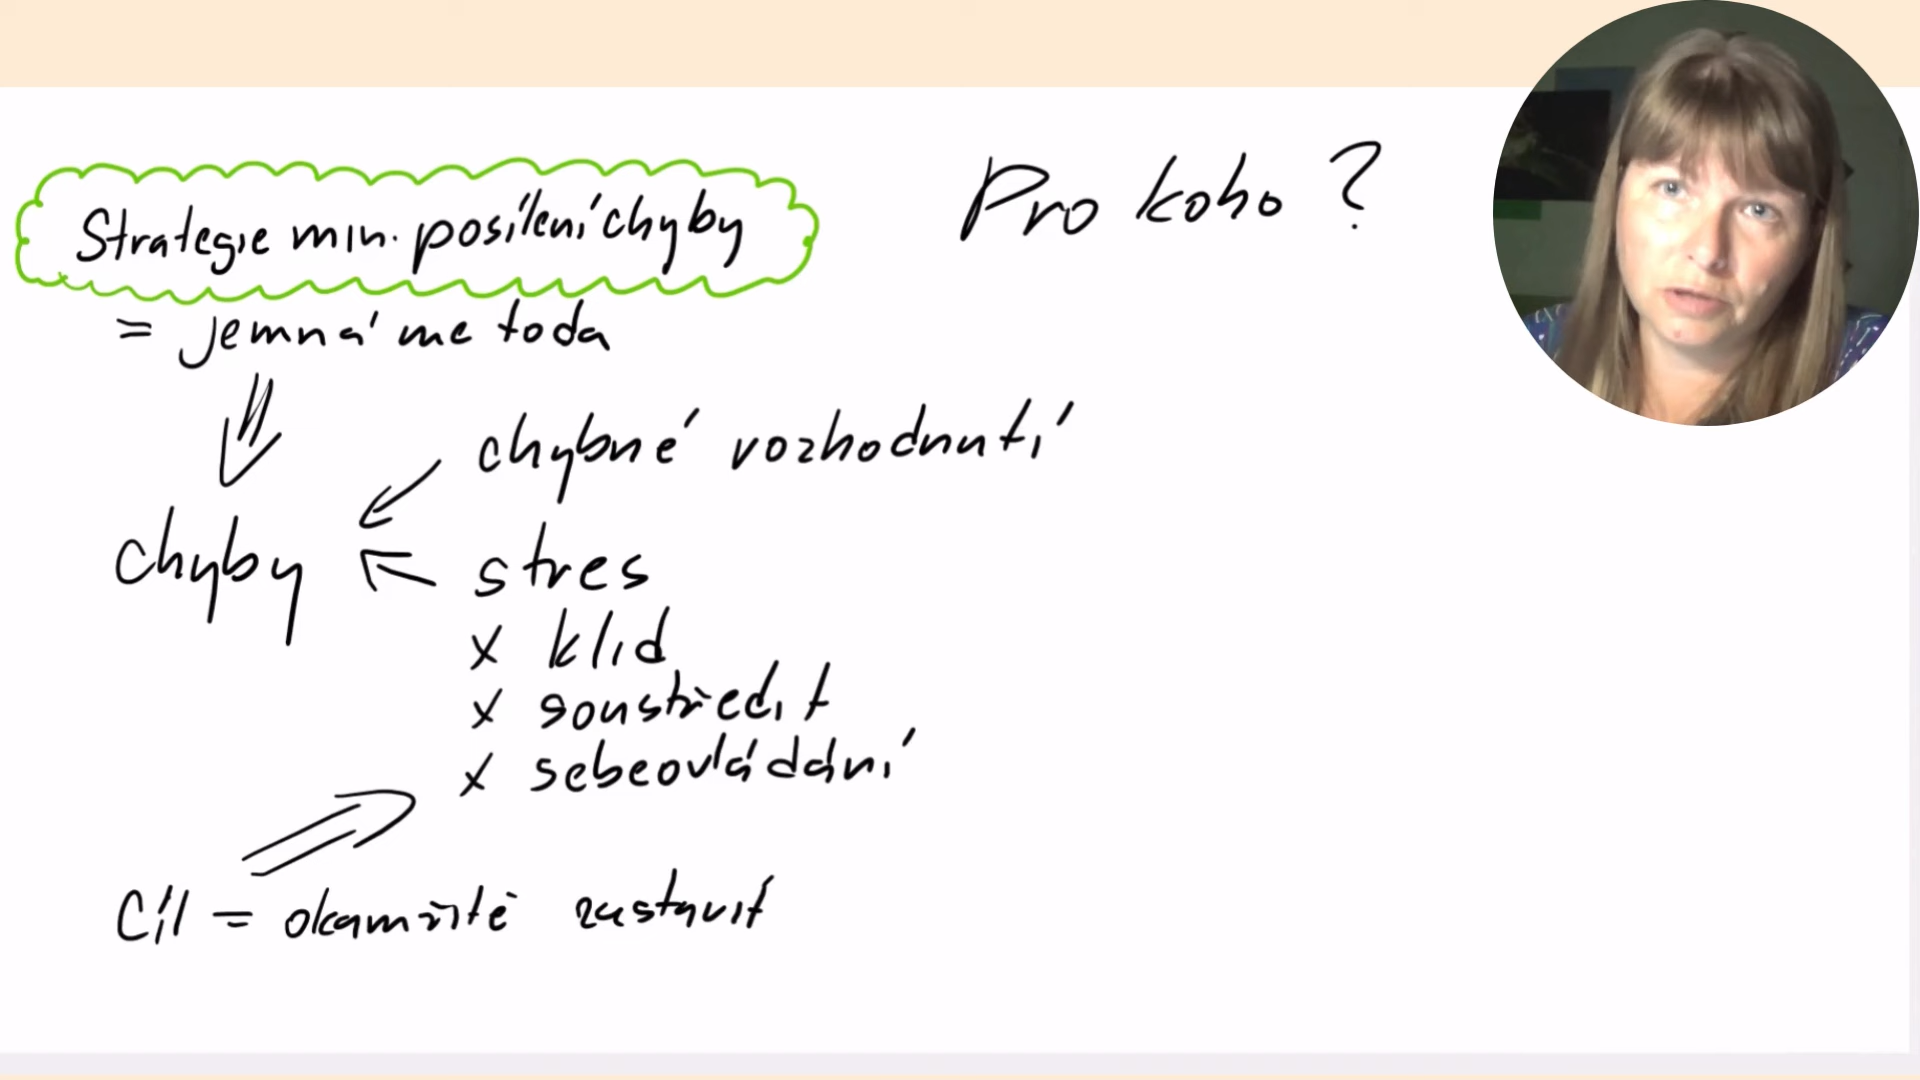 Strategie min. posílení chyby
= jemná metoda
chyby
chybné rozhodnutí
stres
x klid
x soustředit
x sebeovládání
Cíl = okamžitě zastavit
Pro koho ?